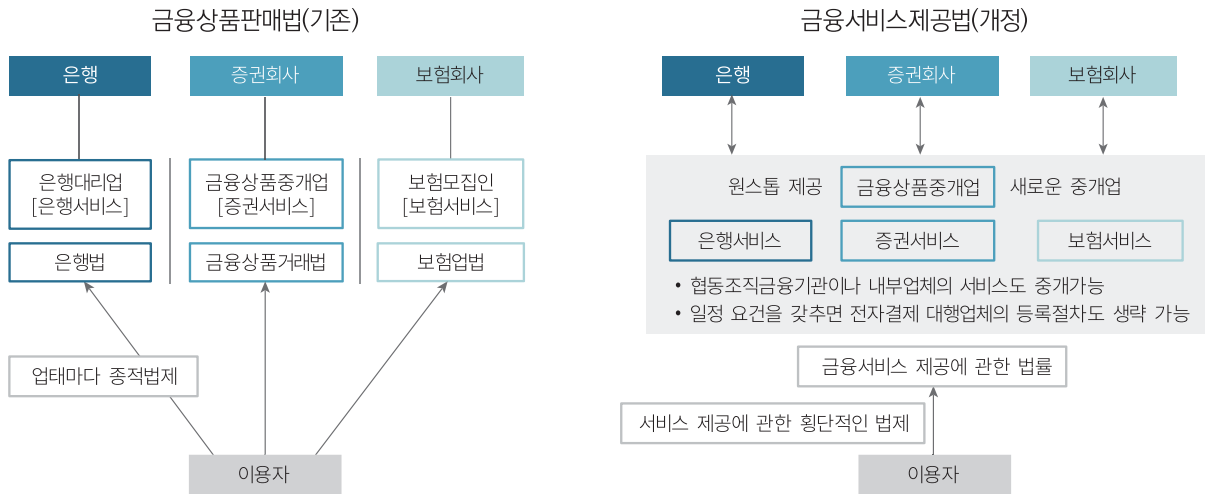 금융상품판매법(기존)
은행
증권회사
보험회사
은행대리업
[은행서비스]
금융상품중개업
[증권서비스]
보험모집인
[보험서비스]
은행법
금융상품거래법
보험업법
업태마다 종적법제
이용자
금융서비스제공법(개정)
은행
증권회사
보험회사
원스톱 제공
금융상품중개업
새로운 중개업
은행서비스
증권서비스
보험서비스
• 협동조직금융기관이나 내부업체의 서비스도 중개가능
• 일정 요건을 갖추면 전자결제 대행업체의 등록절차도 생략 가능
금융서비스 제공에 관한 법률
서비스 제공에 관한 횡단적인 법제
이용자